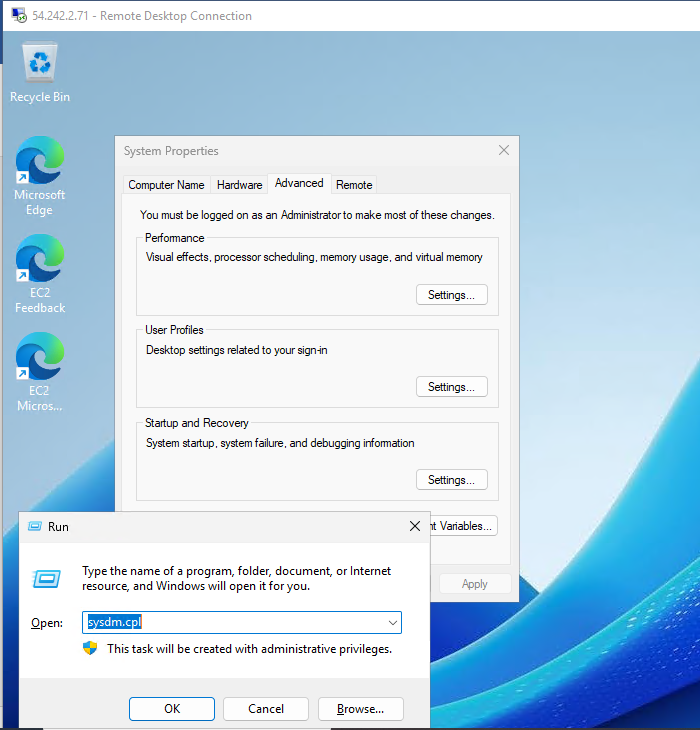 54.242.2.71 - Remote Desktop Connection
Recycle Bin
Microsoft
Edge
EC2
Feedback
EC2
Micros...
System Properties
Computer Name
Hardware
Advanced
Remote
You must be logged on as an Administrator to make most of these changes.
Performance
Visual effects, processor scheduling, memory usage, and virtual memory
Settings...
User Profiles
Desktop settings related to your sign-in
Settings...
Startup and Recovery
System startup, system failure, and debugging information
Settings...
nt Variables...
Apply
Run
Type the name of a program, folder, document, or Internet
resource, and Windows will open it for you.
Open:
sysdm.cpl
This task will be created with administrative privileges.
OK
Cancel
Browse...